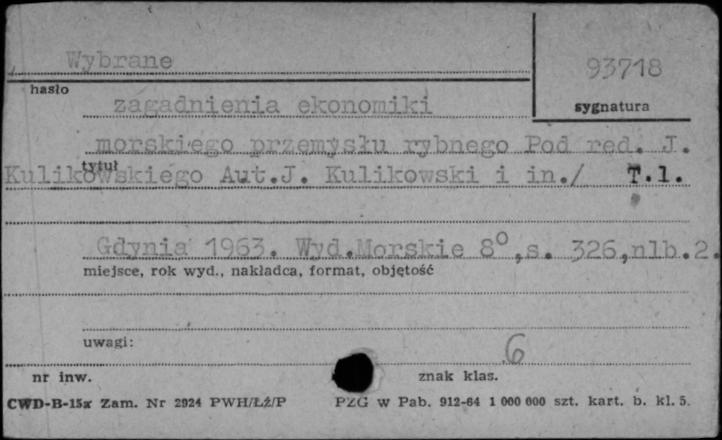 Wybrane
93718
hasło
zagadnienia ekonomiki
sygnatura
morskiego przemysłu rybnego Pod red. J.
tytuł
Kulikowskiego Aut.J. Kulikowski i in./ T.1.
Gdynia 1963. Wyd.Morskie 8°,s. 326,nlb.2.
miejsce, rok wyd., nakładca, format, objętość
uwagi:
6
nr inw.
znak klas.
CWD-B-15x Zam. Nr 2924 PWH/ŁŹ/P PZG w Pab. 912-64 1 000 000 szt. kart. b. kl. 5.